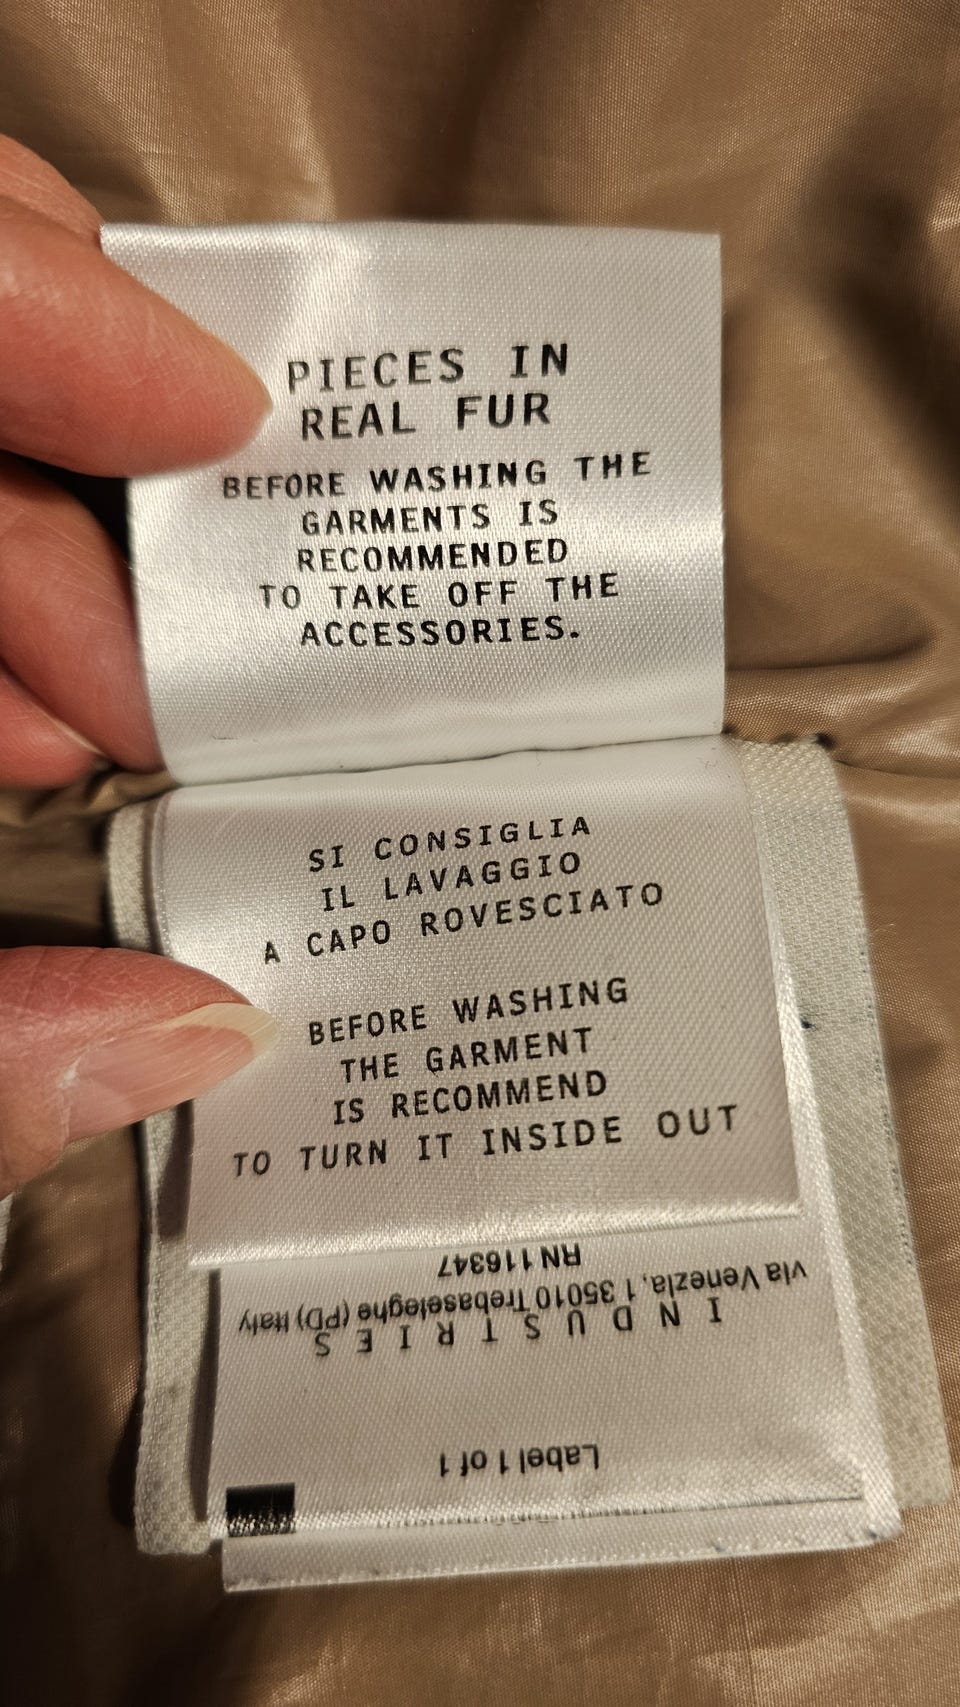 PIECES IN
REAL FUR
BEFORE WASHING THE
GARMENTS IS
RECOMMENDED
TO TAKE OFF THE
ACCESSORIES.
SI CONSIGLIA
IL LAVAGGIO
A CAPO ROVESCIATO
BEFORE WASHING
THE GARMENT
IS RECOMMEND
TO TURN IT INSIDE OUT
Label 1 of 1
INDUSTRIES
via Venezia, 1 35010 Trebaseleghe (PD) Italy
RN 116347